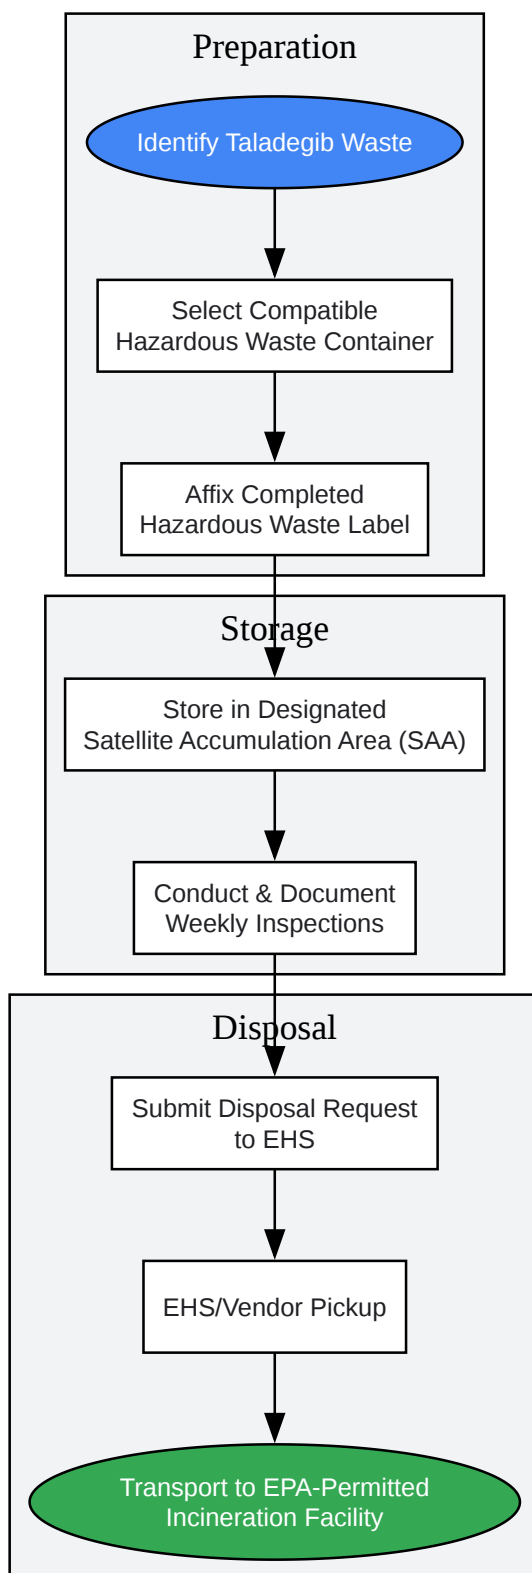 Preparation
Identify Taladegib Waste
Select Compatible
Hazardous Waste Container
Affix Completed
Hazardous Waste Label
Storage
Store in Designated
Satellite Accumulation Area (SAA)
Conduct & Document
Weekly Inspections
Disposal
Submit Disposal Request
to EHS
EHS/Vendor Pickup
Transport to EPA-Permitted
Incineration Facility